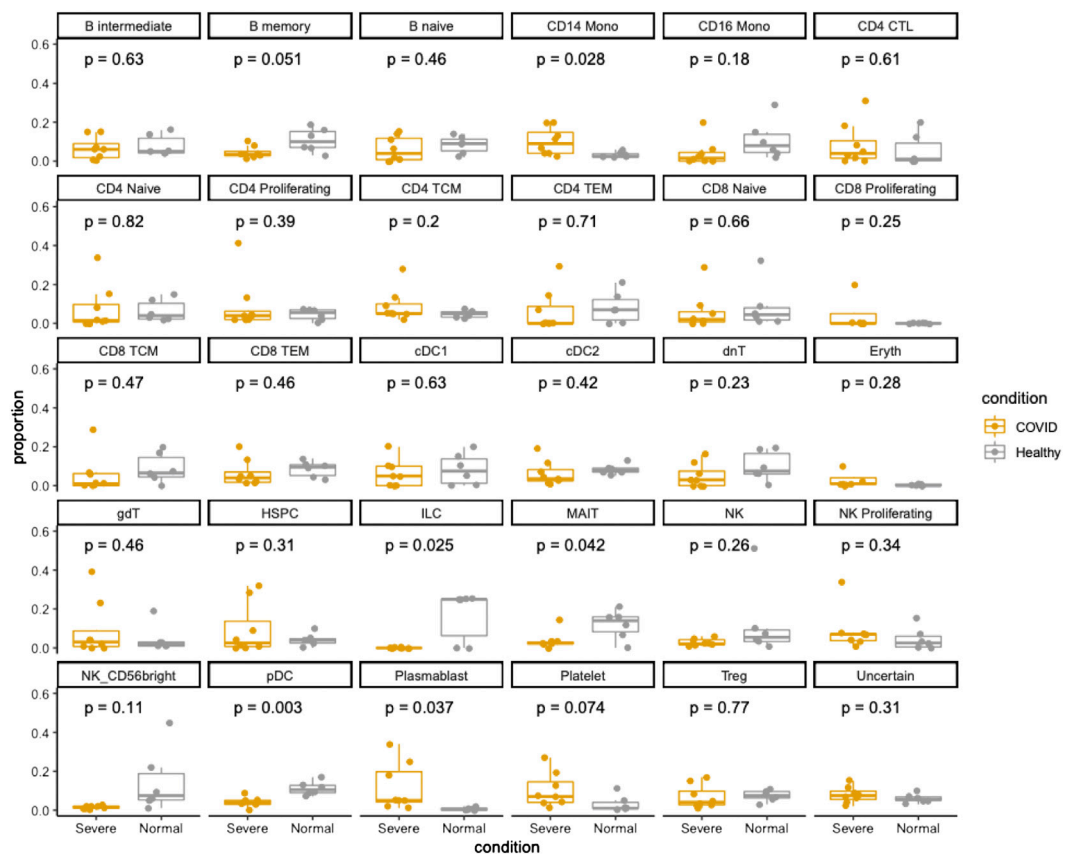 B intermediate B memory B naive CD14 Mono CD16 Mono CD4 CTL
0.6
p = 0.63 p = 0.051 p = 0.46 p = 0.028 p = 0.18 p = 0.61
0.4
0.2
0.0
CD4 Naive CD4 Proliferating CD4 TCM CD4 TEM CD8 Naive CD8 Proliferating
0.6
p = 0.82 p = 0.39 p = 0.2 p = 0.71 p = 0.66 p = 0.25
0.4
0.2
0.0
CD8 TCM CD8 TEM cDC1 cDC2 dnT Eryth
0.6
p = 0.47 p = 0.46 p = 0.63 p = 0.42 p = 0.23 p = 0.28
0.4
0.2
0.0
proportion
condition
COVID
Healthy
gdT HSPC ILC MAIT NK NK Proliferating
0.6
p = 0.46 p = 0.31 p = 0.025 p = 0.042 p = 0.26 p = 0.34
0.4
0.2
0.0
NK_CD56bright pDC Plasmablast Platelet Treg Uncertain
0.6
p = 0.11 p = 0.003 p = 0.037 p = 0.074 p = 0.77 p = 0.31
0.4
0.2
0.0
Severe Normal Severe Normal Severe Normal Severe Normal Severe Normal Severe Normal
condition